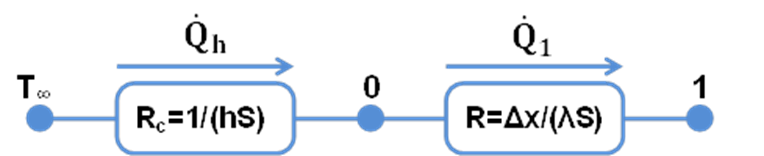 Q̇h Q̇1
T∞ 0 1
Rc=1/(hS) R=Δx/(λS)